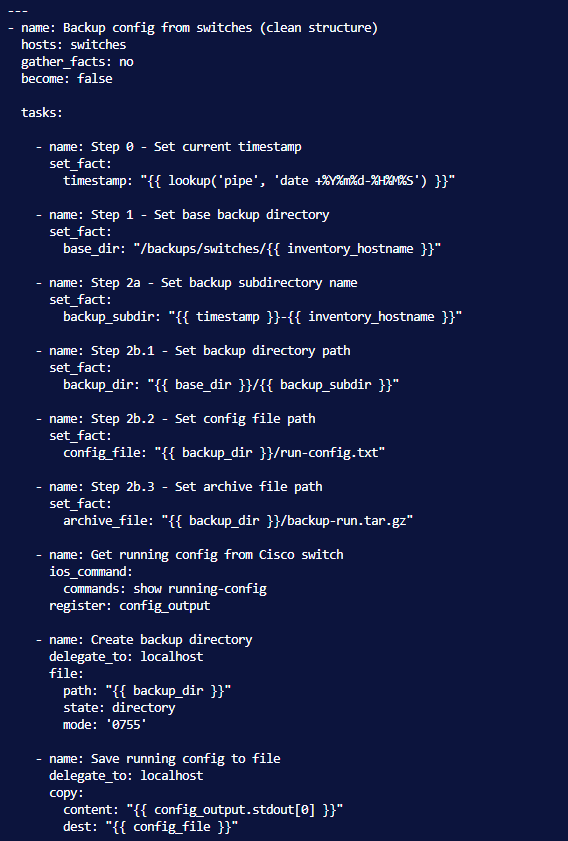 ---
- name: Backup config from switches (clean structure)
  hosts: switches
  gather_facts: no
  become: false

  tasks:

    - name: Step 0 - Set current timestamp
      set_fact:
        timestamp: "{{ lookup('pipe', 'date +%Y%m%d-%H%M%S') }}"

    - name: Step 1 - Set base backup directory
      set_fact:
        base_dir: "/backups/switches/{{ inventory_hostname }}"

    - name: Step 2a - Set backup subdirectory name
      set_fact:
        backup_subdir: "{{ timestamp }}-{{ inventory_hostname }}"

    - name: Step 2b.1 - Set backup directory path
      set_fact:
        backup_dir: "{{ base_dir }}/{{ backup_subdir }}"

    - name: Step 2b.2 - Set config file path
      set_fact:
        config_file: "{{ backup_dir }}/run-config.txt"

    - name: Step 2b.3 - Set archive file path
      set_fact:
        archive_file: "{{ backup_dir }}/backup-run.tar.gz"

    - name: Get running config from Cisco switch
      ios_command:
        commands: show running-config
      register: config_output

    - name: Create backup directory
      delegate_to: localhost
      file:
        path: "{{ backup_dir }}"
        state: directory
        mode: '0755'

    - name: Save running config to file
      delegate_to: localhost
      copy:
        content: "{{ config_output.stdout[0] }}"
        dest: "{{ config_file }}"